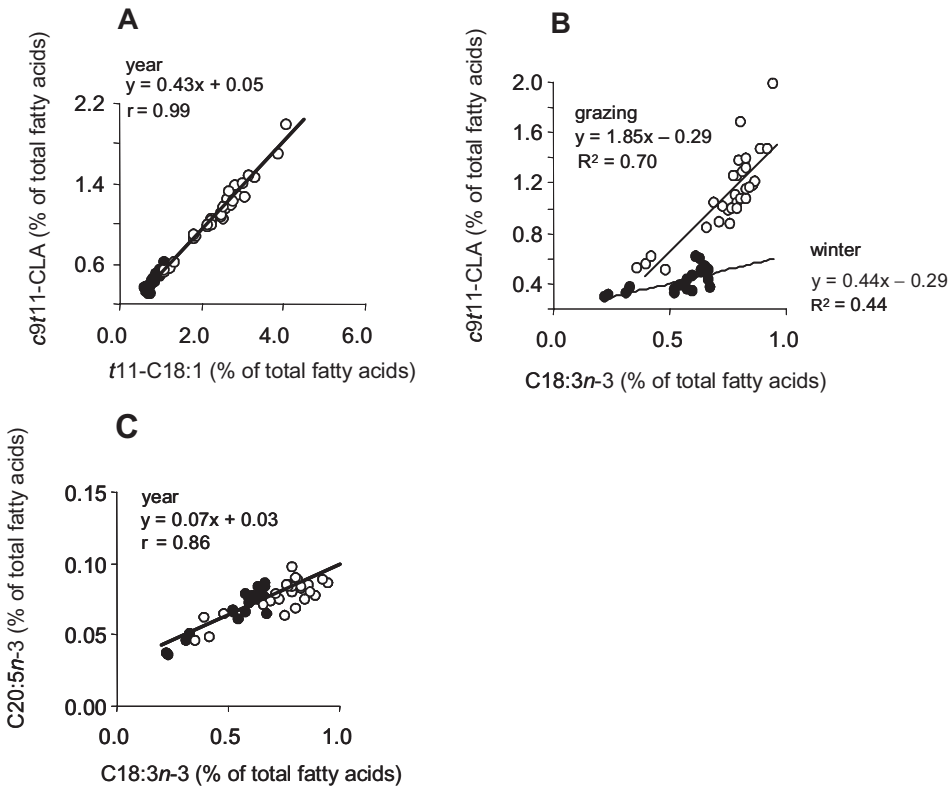 A
c9t11-CLA (% of total fatty acids)
year
y = 0.43x + 0.05
r = 0.99
2.2
1.4
0.6
0.0 2.0 4.0 6.0
t11-C18:1 (% of total fatty acids)
B
c9t11-CLA (% of total fatty acids)
2.0
1.6
1.2
0.8
0.4
grazing
y = 1.85x – 0.29
R² = 0.70
winter
y = 0.44x – 0.29
R² = 0.44
0.0 0.5 1.0
C18:3n-3 (% of total fatty acids)
C
C20:5n-3 (% of total fatty acids)
0.15
0.10
0.05
0.00
year
y = 0.07x + 0.03
r = 0.86
0.0 0.5 1.0
C18:3n-3 (% of total fatty acids)